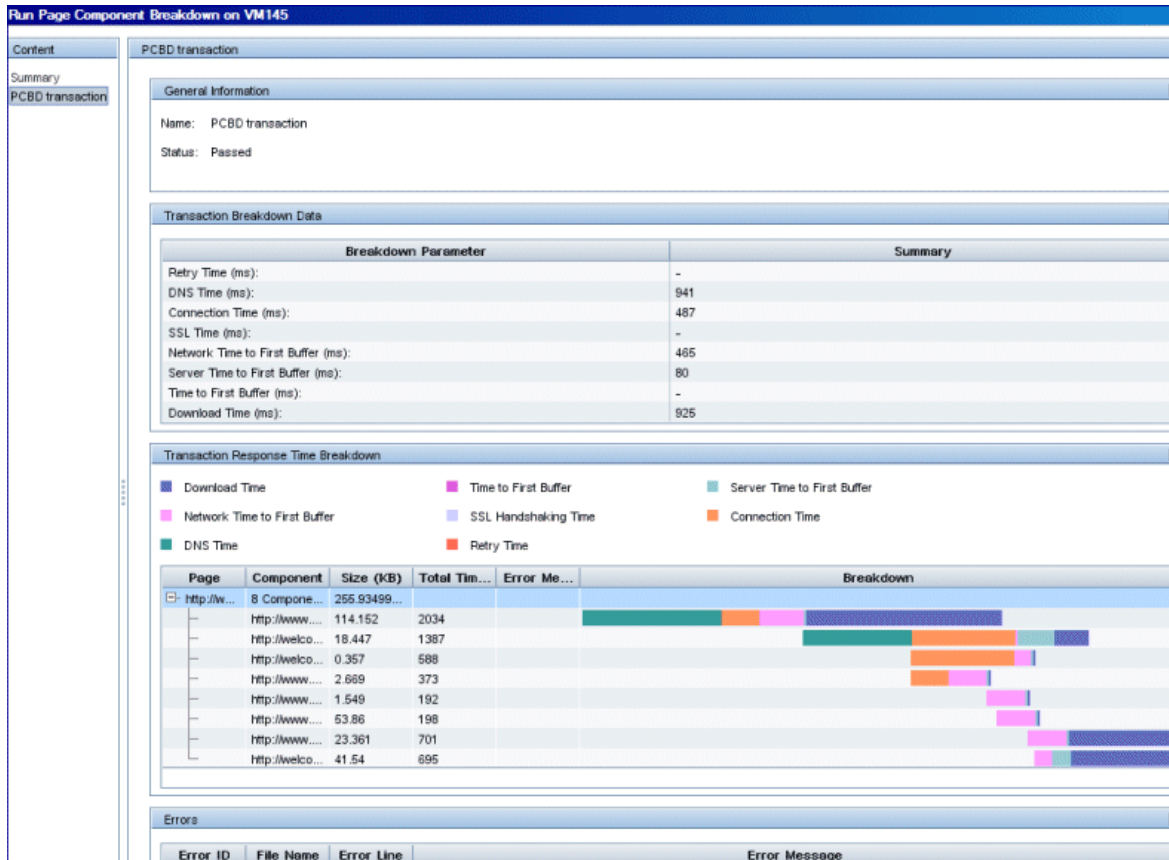 Run Page Component Breakdown on VM145
Content
Summary
PCBD transaction
PCBD transaction
General Information
Name: PCBD transaction
Status: Passed
Transaction Breakdown Data
Breakdown Parameter Summary
Retry Time (ms): -
DNS Time (ms): 941
Connection Time (ms): 487
SSL Time (ms): -
Network Time to First Buffer (ms): 465
Server Time to First Buffer (ms): 80
Time to First Buffer (ms): -
Download Time (ms): 925
Transaction Response Time Breakdown
Download Time Time to First Buffer Server Time to First Buffer
Network Time to First Buffer SSL Handshaking Time Connection Time
DNS Time Retry Time
Page Component Size (KB) Total Tim... Error Me... Breakdown
http://w... 8 Compone... 255.93499...
http://www.... 114.152 2034
http://welco... 18.447 1387
http://welco... 0.357 588
http://www.... 2.669 373
http://www.... 1.549 192
http://www.... 53.86 198
http://www.... 23.361 701
http://welco... 41.54 695
Errors
Error ID File Name Error Line Error Message